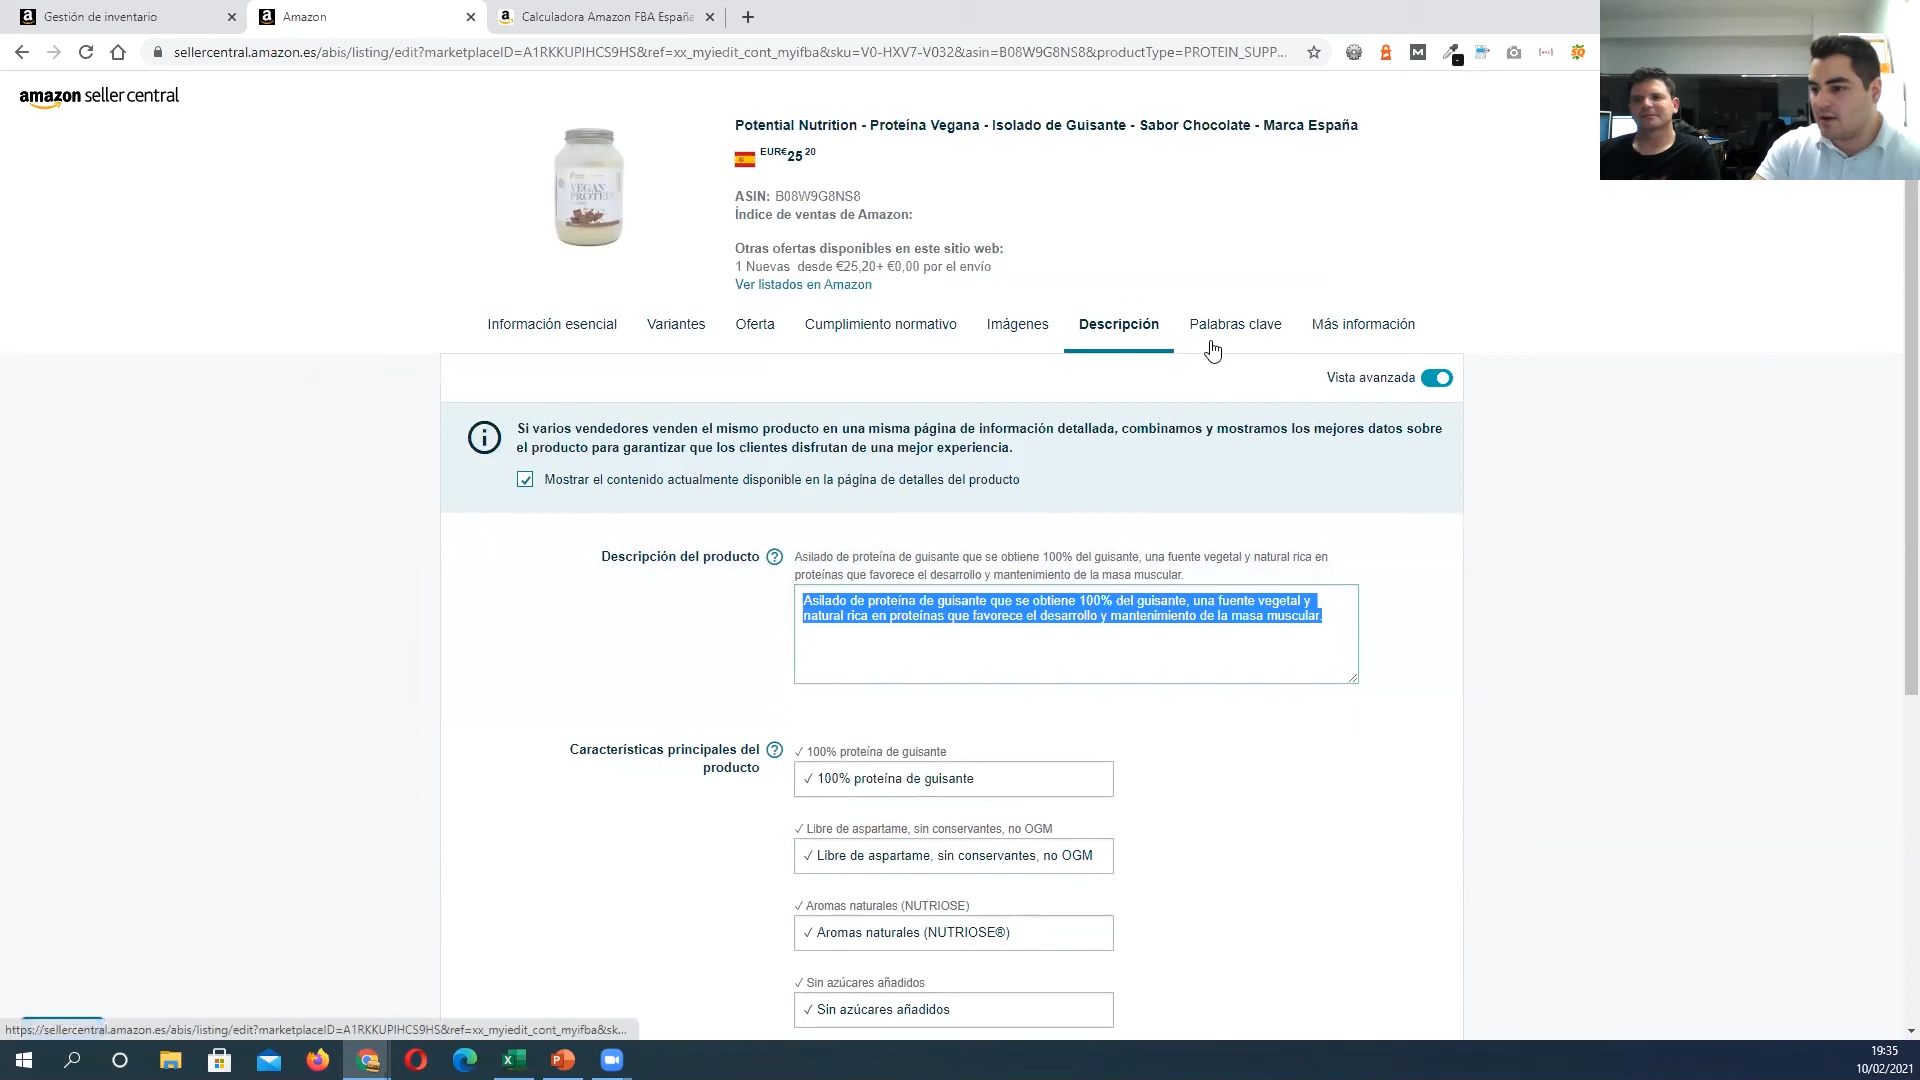 Gestión de inventario
Amazon
Calculadora Amazon FBA España
sellercentral.amazon.es/abis/listing/edit?marketplaceID=A1RKKUPIHCS9HS&ref=xx_myiedit_cont_myifba&sku=V0-HXV7-V032&asin=B08W9G8NS8&productType=PROTEIN_SUPP...
amazon seller central
Potential Nutrition - Proteína Vegana - Isolado de Guisante - Sabor Chocolate - Marca España
EUR€25 20
VEGAN
PROTEIN
ASIN: B08W9G8NS8
Índice de ventas de Amazon:
Otras ofertas disponibles en este sitio web:
1 Nuevas desde €25,20+ €0,00 por el envío
Ver listados en Amazon
Información esencial Variantes Oferta Cumplimiento normativo Imágenes Descripción Palabras clave Más información
Vista avanzada
Si varios vendedores venden el mismo producto en una misma página de información detallada, combinamos y mostramos los mejores datos sobre
el producto para garantizar que los clientes disfrutan de una mejor experiencia.
Mostrar el contenido actualmente disponible en la página de detalles del producto
Descripción del producto
Asilado de proteína de guisante que se obtiene 100% del guisante, una fuente vegetal y natural rica en
proteínas que favorece el desarrollo y mantenimiento de la masa muscular.
Asilado de proteína de guisante que se obtiene 100% del guisante, una fuente vegetal y
natural rica en proteínas que favorece el desarrollo y mantenimiento de la masa muscular.
Características principales del
producto
✓ 100% proteína de guisante
✓ 100% proteína de guisante
✓ Libre de aspartame, sin conservantes, no OGM
✓ Libre de aspartame, sin conservantes, no OGM
✓ Aromas naturales (NUTRIOSE)
✓ Aromas naturales (NUTRIOSE®)
✓ Sin azúcares añadidos
✓ Sin azúcares añadidos
https://sellercentral.amazon.es/abis/listing/edit?marketplaceID=A1RKKUPIHCS9HS&ref=xx_myiedit_cont_myifba&sk...
19:35
10/02/2021